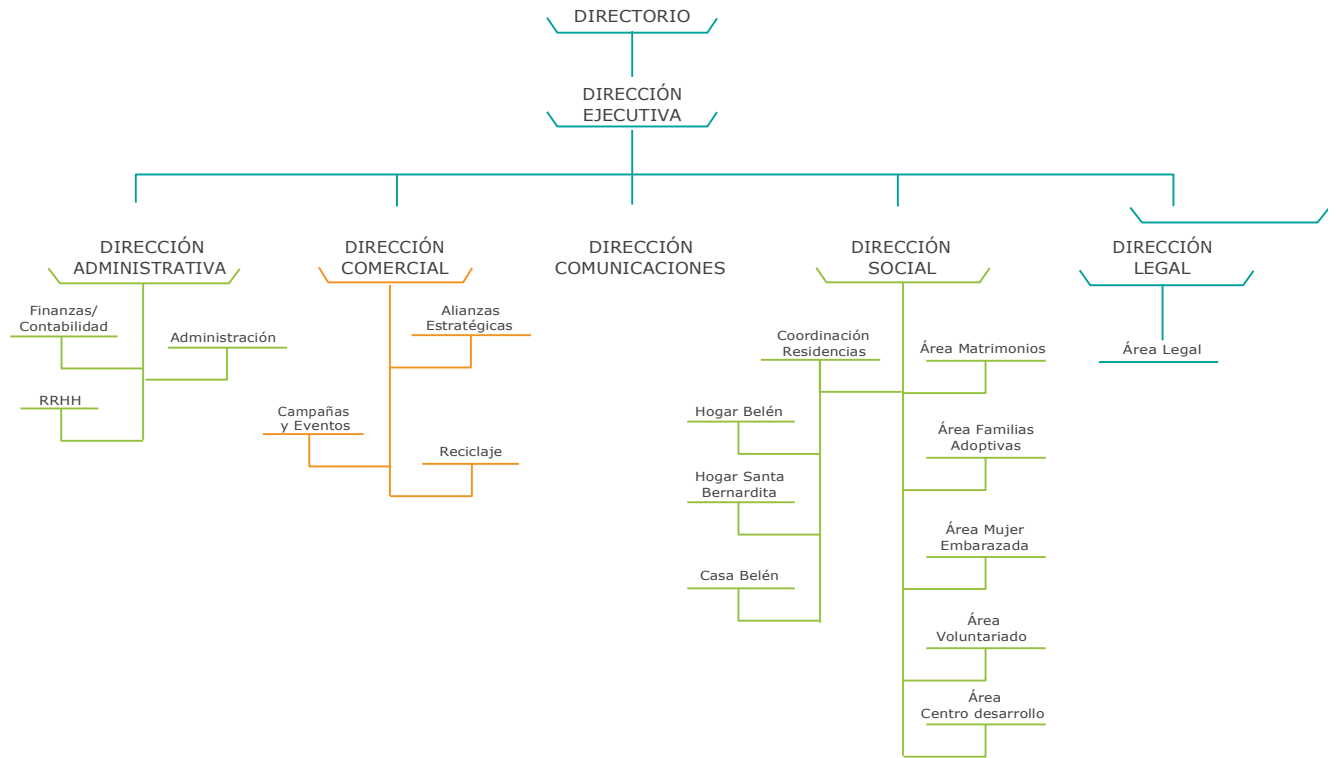 DIRECTORIO
DIRECCIÓN
EJECUTIVA
DIRECCIÓN
ADMINISTRATIVA
DIRECCIÓN
COMERCIAL
DIRECCIÓN
COMUNICACIONES
DIRECCIÓN
SOCIAL
DIRECCIÓN
LEGAL
Finanzas/
Contabilidad
Administración
RRHH
Alianzas
Estratégicas
Campañas
y Eventos
Reciclaje
Coordinación
Residencias
Hogar Belén
Hogar Santa
Bernardita
Casa Belén
Área Matrimonios
Área Familias
Adoptivas
Área Mujer
Embarazada
Área
Voluntariado
Área
Centro desarrollo
Área Legal